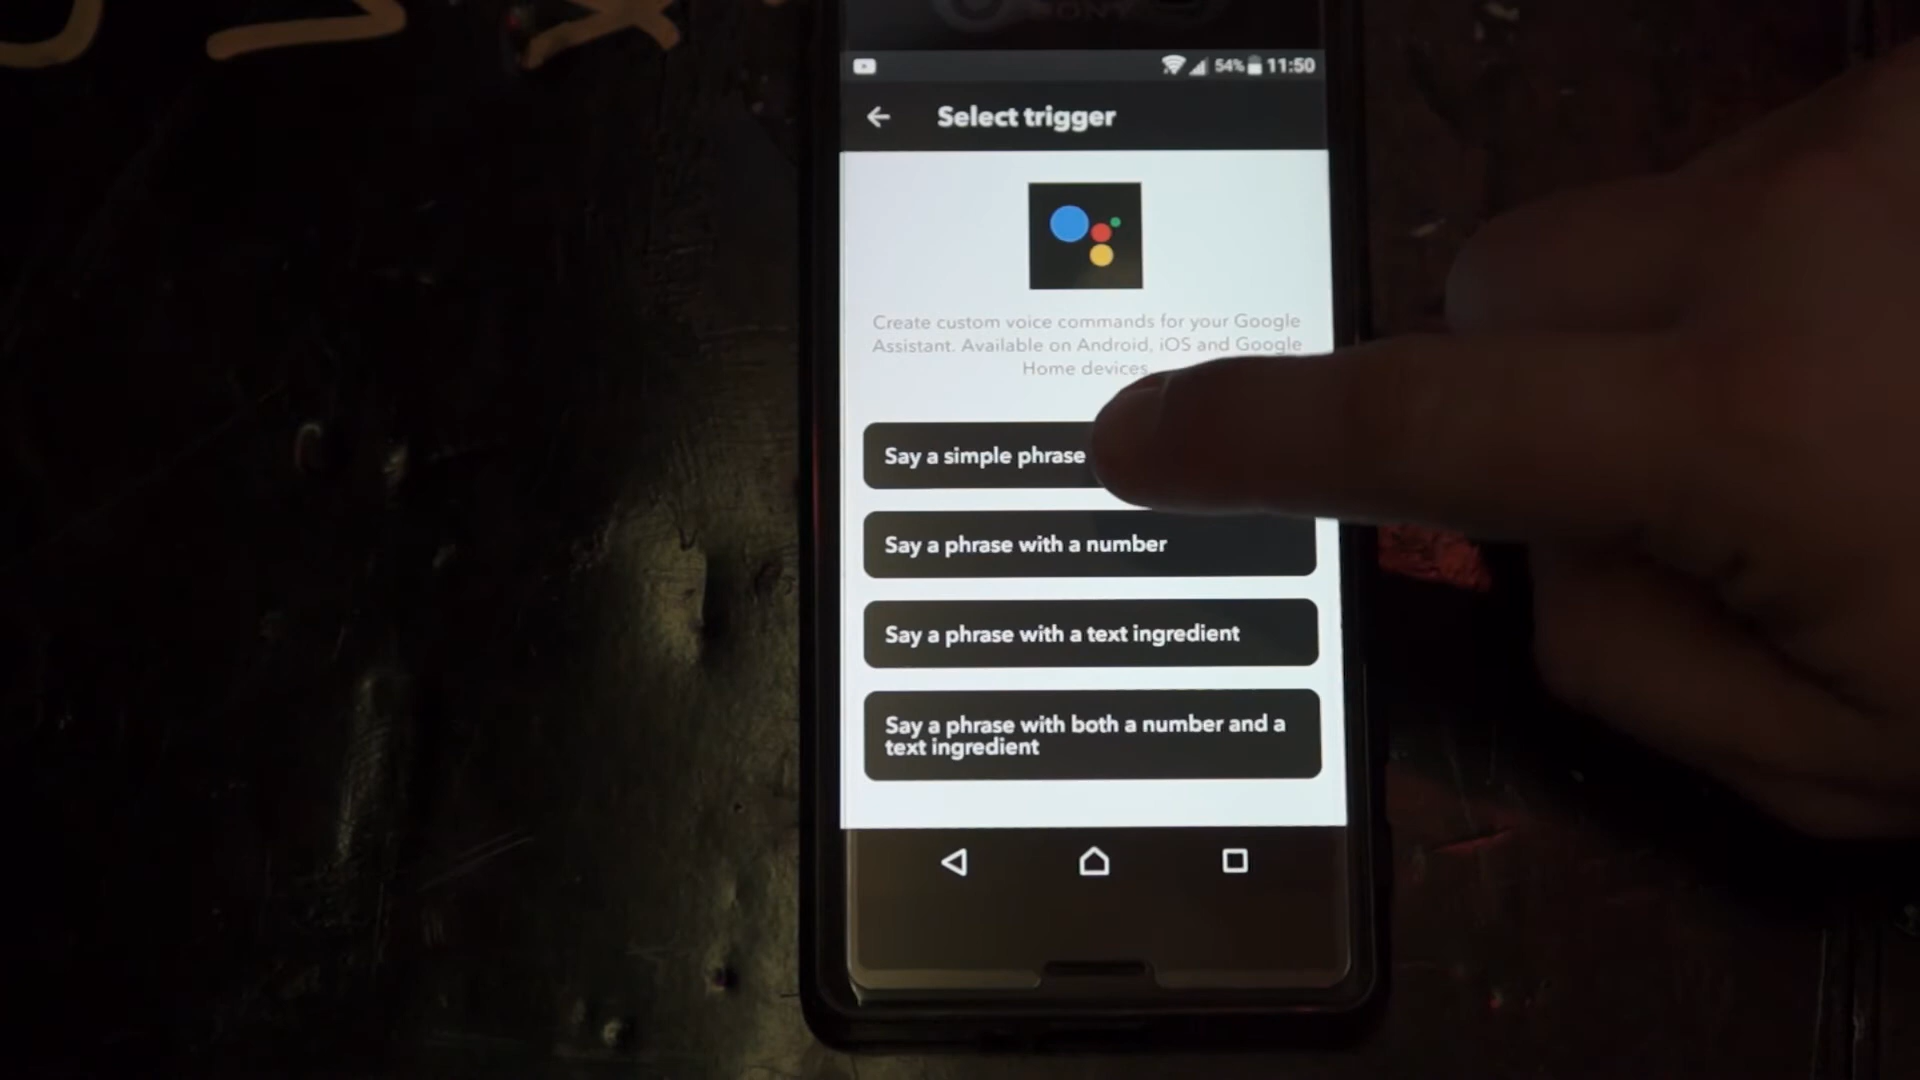 SONY
54% 11:50
Select trigger
Create custom voice commands for your Google
Assistant. Available on Android, iOS and Google
Home devices.
Say a simple phrase
Say a phrase with a number
Say a phrase with a text ingredient
Say a phrase with both a number and a
text ingredient